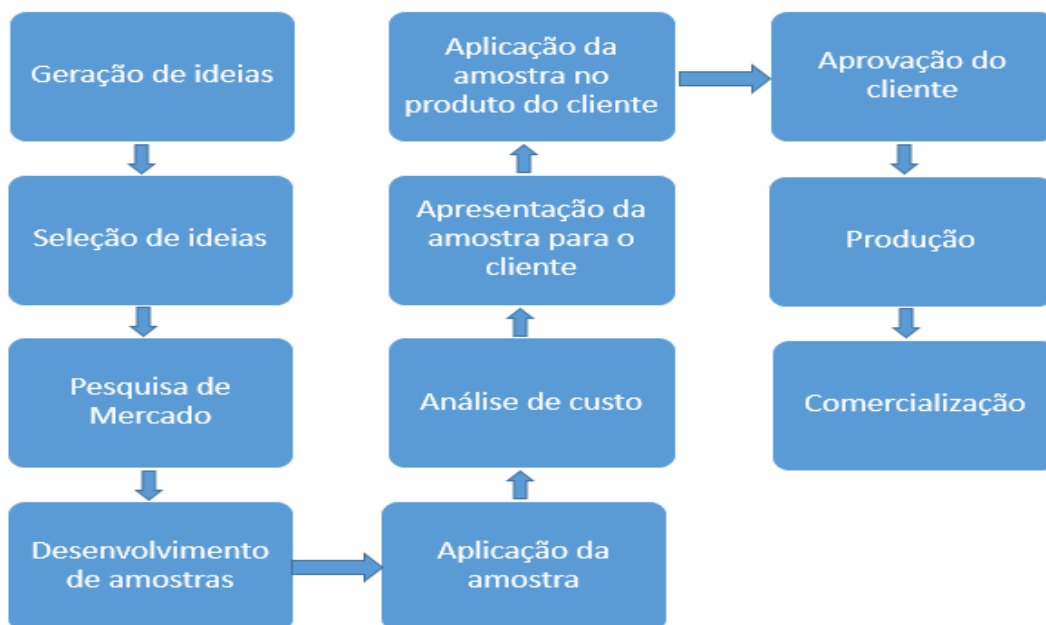 Geração de ideias
Seleção de ideias
Pesquisa de
Mercado
Desenvolvimento
de amostras
Aplicação da
amostra
Análise de custo
Apresentação da
amostra para o
cliente
Aplicação da
amostra no
produto do cliente
Aprovação do
cliente
Produção
Comercialização